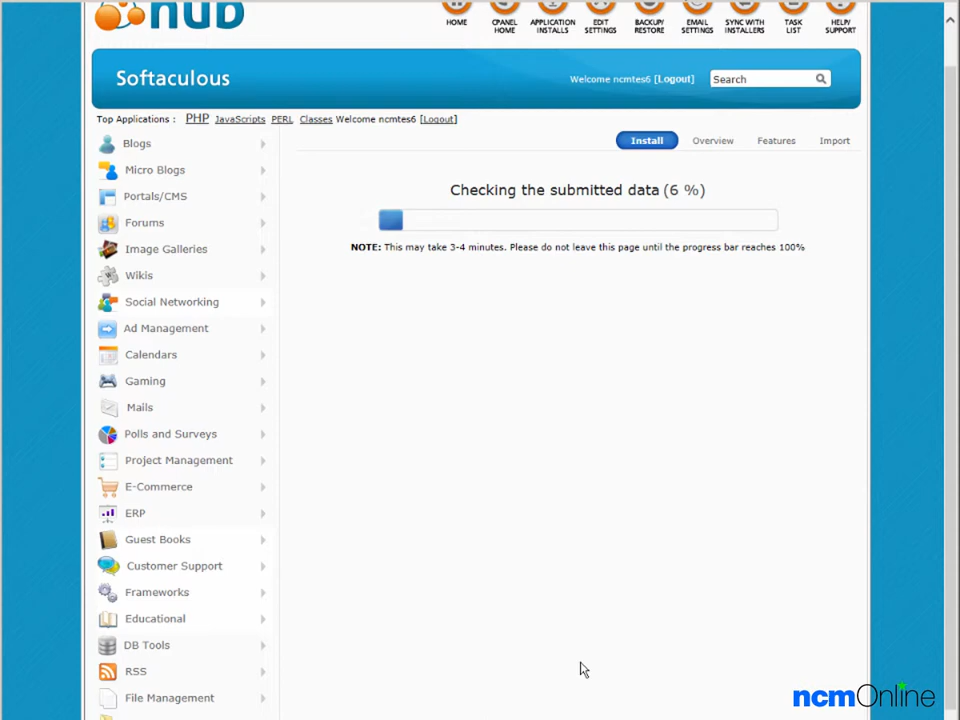 HUB
HOME
CPANEL HOME
APPLICATION INSTALLS
EDIT SETTINGS
BACKUP/ RESTORE
EMAIL SETTINGS
SYNC WITH INSTALLERS
TASK LIST
HELP/ SUPPORT
Softaculous
Welcome ncmtes6 [Logout]
Search
Top Applications : PHP JavaScripts PERL Classes Welcome ncmtes6 [Logout]
Install Overview Features Import
Blogs
Micro Blogs
Portals/CMS
Forums
Image Galleries
Wikis
Social Networking
Ad Management
Calendars
Gaming
Mails
Polls and Surveys
Project Management
E-Commerce
ERP
Guest Books
Customer Support
Frameworks
Educational
DB Tools
RSS
File Management
Checking the submitted data (6 %)
NOTE: This may take 3-4 minutes. Please do not leave this page until the progress bar reaches 100%
ncmOnline